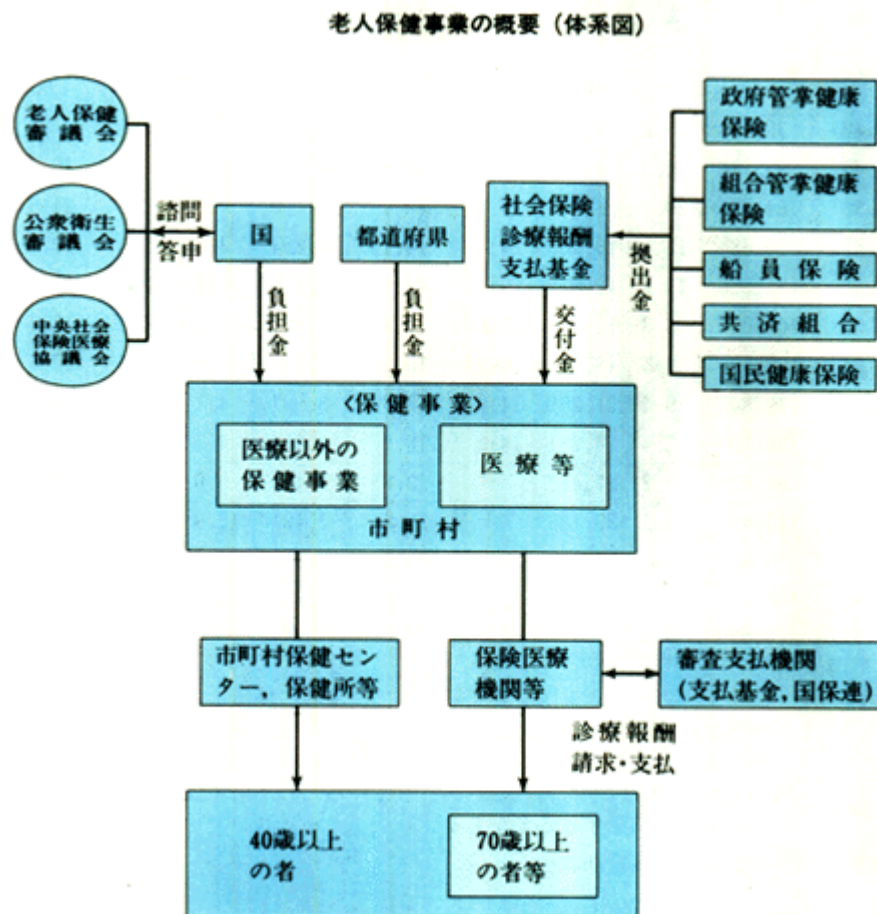 老人保健事業の概要（体系図）
老人保健
審議会
公衆衛生
審議会
中央社会
保険医療
協議会
諮問
答申
国
都道府県
社会保険
診療報酬
支払基金
政府管掌健康
保険
組合管掌健康
保険
船員保険
共済組合
国民健康保険
拠出金
負担金
負担金
交付金
〈保健事業〉
医療以外の
保健事業
医療等
市町村
市町村保健セン
ター、保健所等
保険医療
機関等
審査支払機関
(支払基金,国保連)
診療報酬
請求・支払
40歳以上
の者
70歳以上
の者等